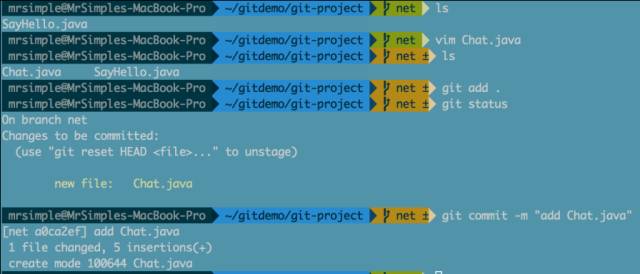 mrsimple@MrSimples-MacBook-Pro ~/gitdemo/git-project net ls
SayHello.java
mrsimple@MrSimples-MacBook-Pro ~/gitdemo/git-project net vim Chat.java
mrsimple@MrSimples-MacBook-Pro ~/gitdemo/git-project net ± ls
Chat.java SayHello.java
mrsimple@MrSimples-MacBook-Pro ~/gitdemo/git-project net ± git add .
mrsimple@MrSimples-MacBook-Pro ~/gitdemo/git-project net ± git status
On branch net
Changes to be committed:
(use "git reset HEAD <file>..." to unstage)
new file: Chat.java
mrsimple@MrSimples-MacBook-Pro ~/gitdemo/git-project net ± git commit -m "add Chat.java"
[net a0ca2ef] add Chat.java
1 file changed, 5 insertions(+)
create mode 100644 Chat.java